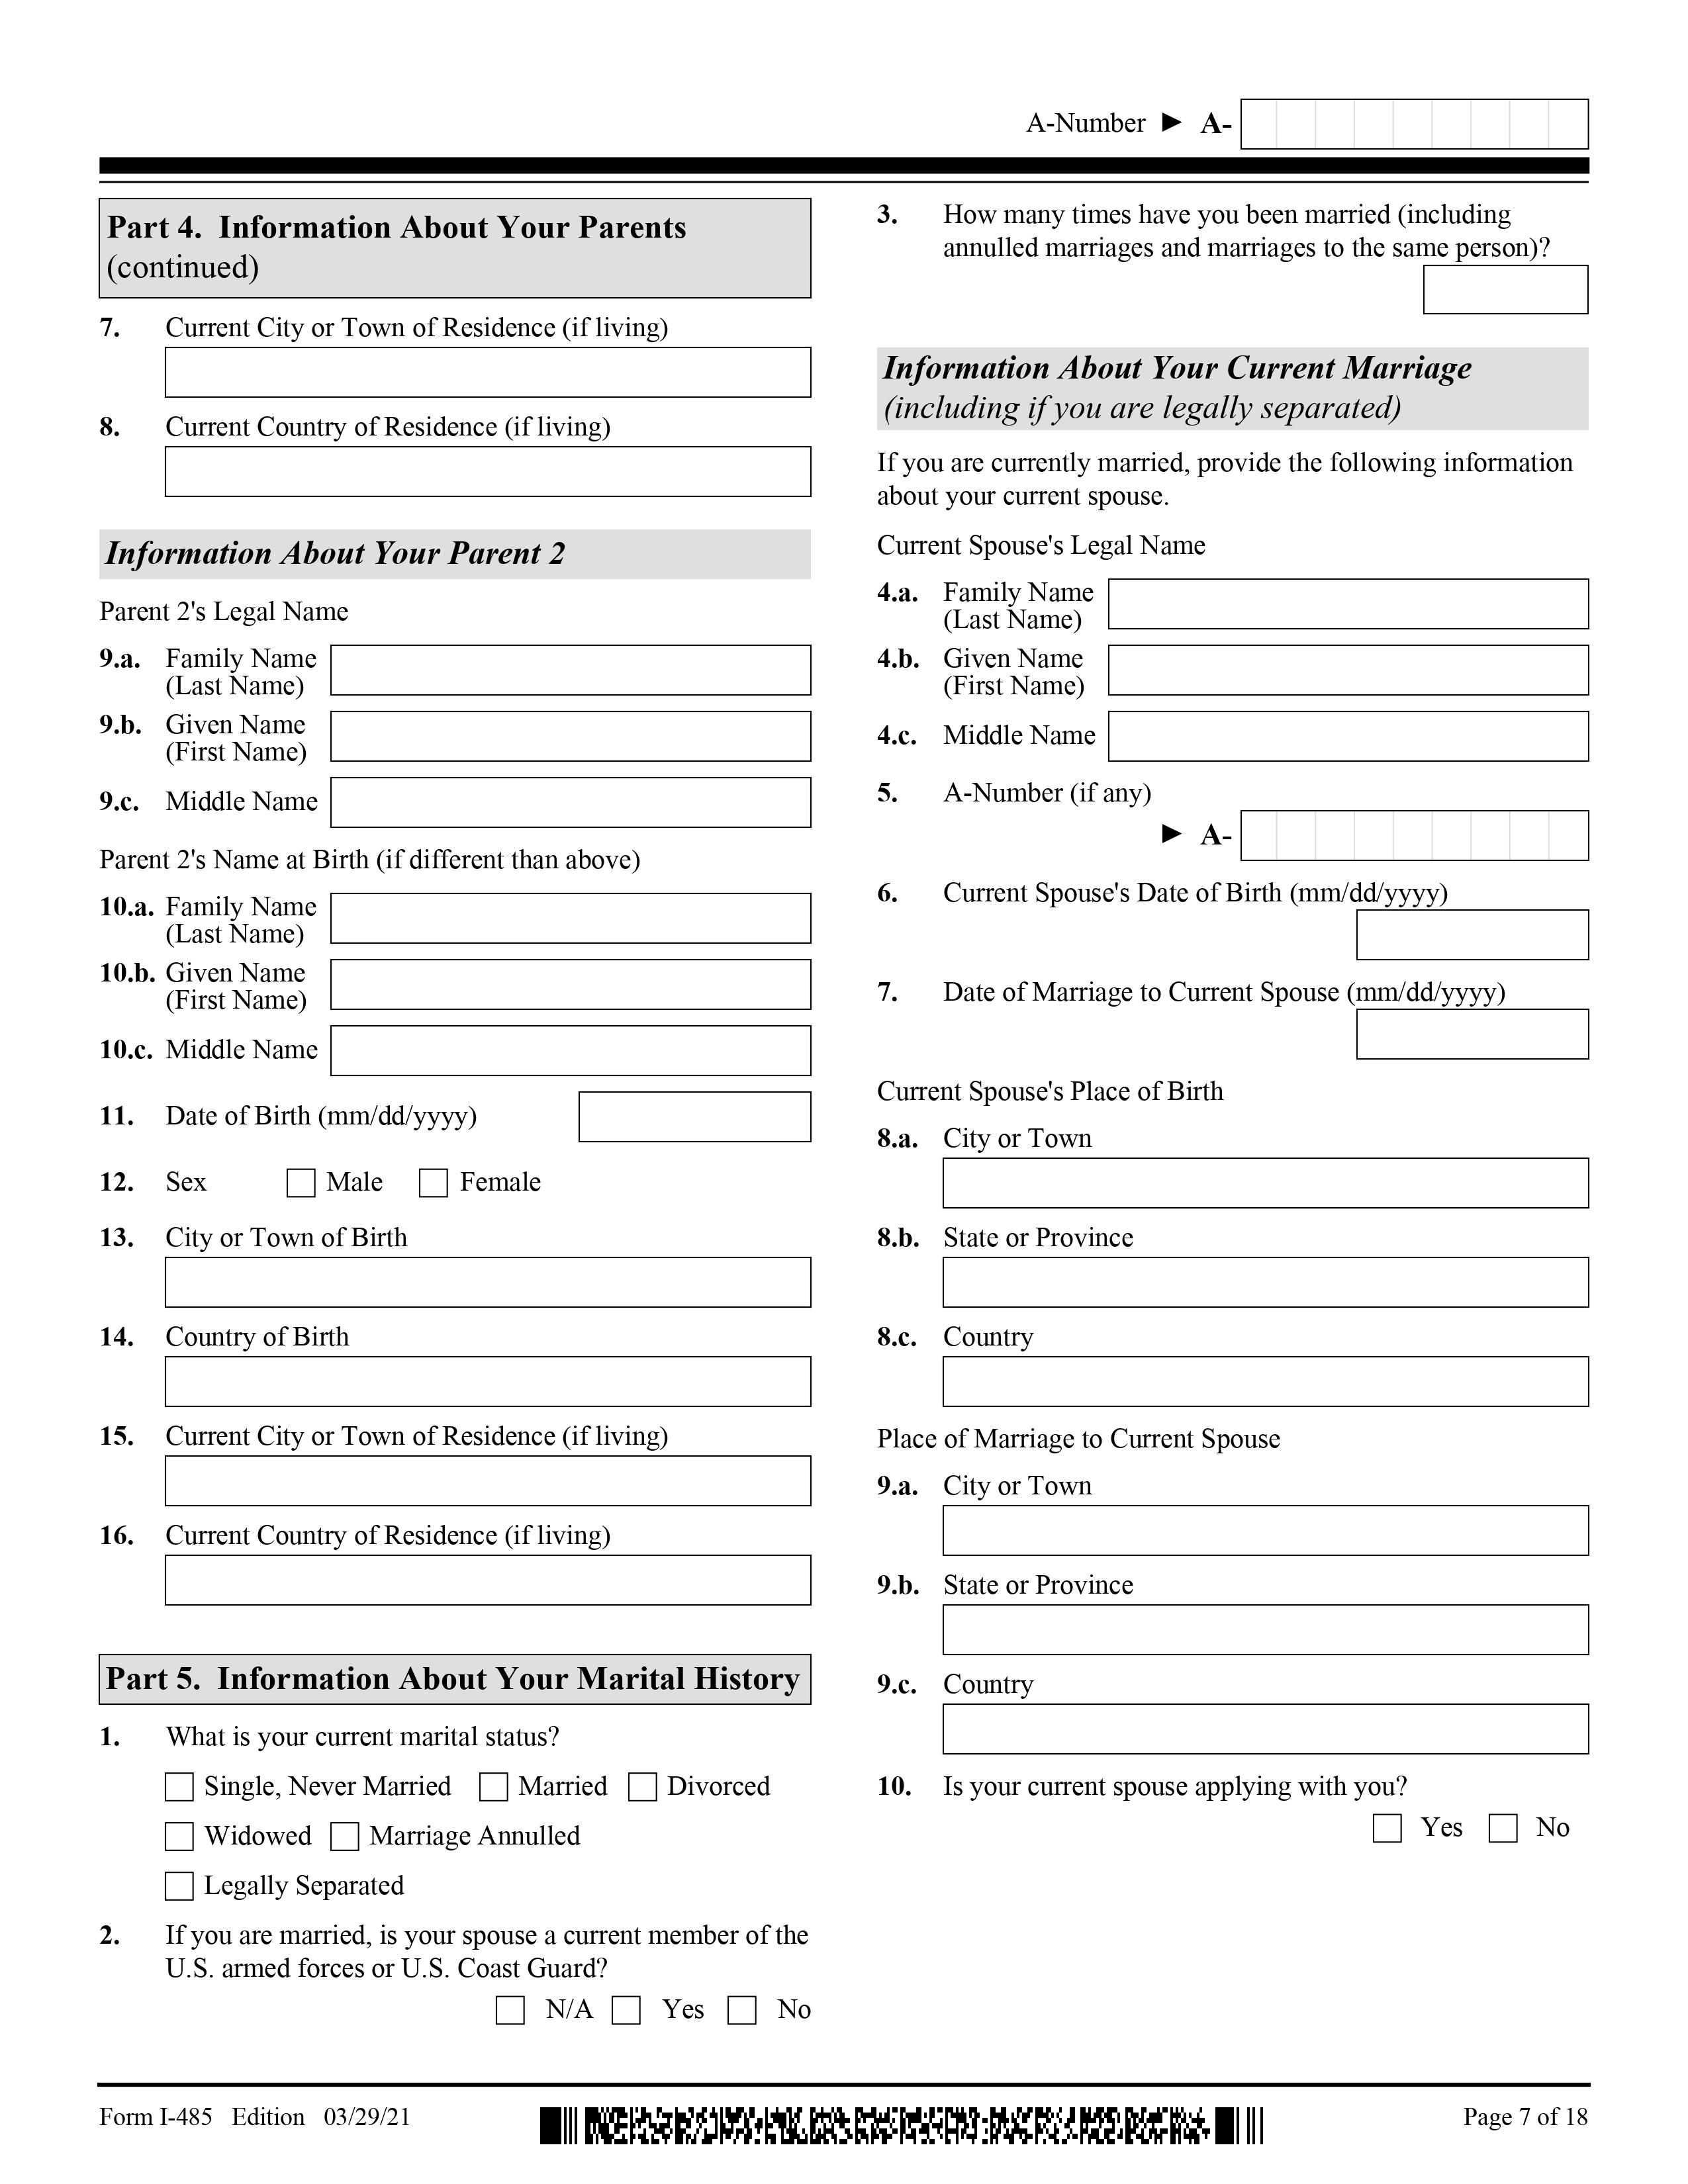 A-Number ► A-
Part 4. Information About Your Parents
(continued)
7. Current City or Town of Residence (if living)
8. Current Country of Residence (if living)
Information About Your Parent 2
Parent 2's Legal Name
9.a. Family Name
(Last Name)
9.b. Given Name
(First Name)
9.c. Middle Name
Parent 2's Name at Birth (if different than above)
10.a. Family Name
(Last Name)
10.b. Given Name
(First Name)
10.c. Middle Name
11. Date of Birth (mm/dd/yyyy)
12. Sex Male Female
13. City or Town of Birth
14. Country of Birth
15. Current City or Town of Residence (if living)
16. Current Country of Residence (if living)
Part 5. Information About Your Marital History
1. What is your current marital status?
Single, Never Married Married Divorced
Widowed Marriage Annulled
Legally Separated
2. If you are married, is your spouse a current member of the
U.S. armed forces or U.S. Coast Guard?
N/A Yes No
3. How many times have you been married (including
annulled marriages and marriages to the same person)?
Information About Your Current Marriage
(including if you are legally separated)
If you are currently married, provide the following information
about your current spouse.
Current Spouse's Legal Name
4.a. Family Name
(Last Name)
4.b. Given Name
(First Name)
4.c. Middle Name
5. A-Number (if any)
► A-
6. Current Spouse's Date of Birth (mm/dd/yyyy)
7. Date of Marriage to Current Spouse (mm/dd/yyyy)
Current Spouse's Place of Birth
8.a. City or Town
8.b. State or Province
8.c. Country
Place of Marriage to Current Spouse
9.a. City or Town
9.b. State or Province
9.c. Country
10. Is your current spouse applying with you?
Yes No
Form I-485 Edition 03/29/21
Page 7 of 18